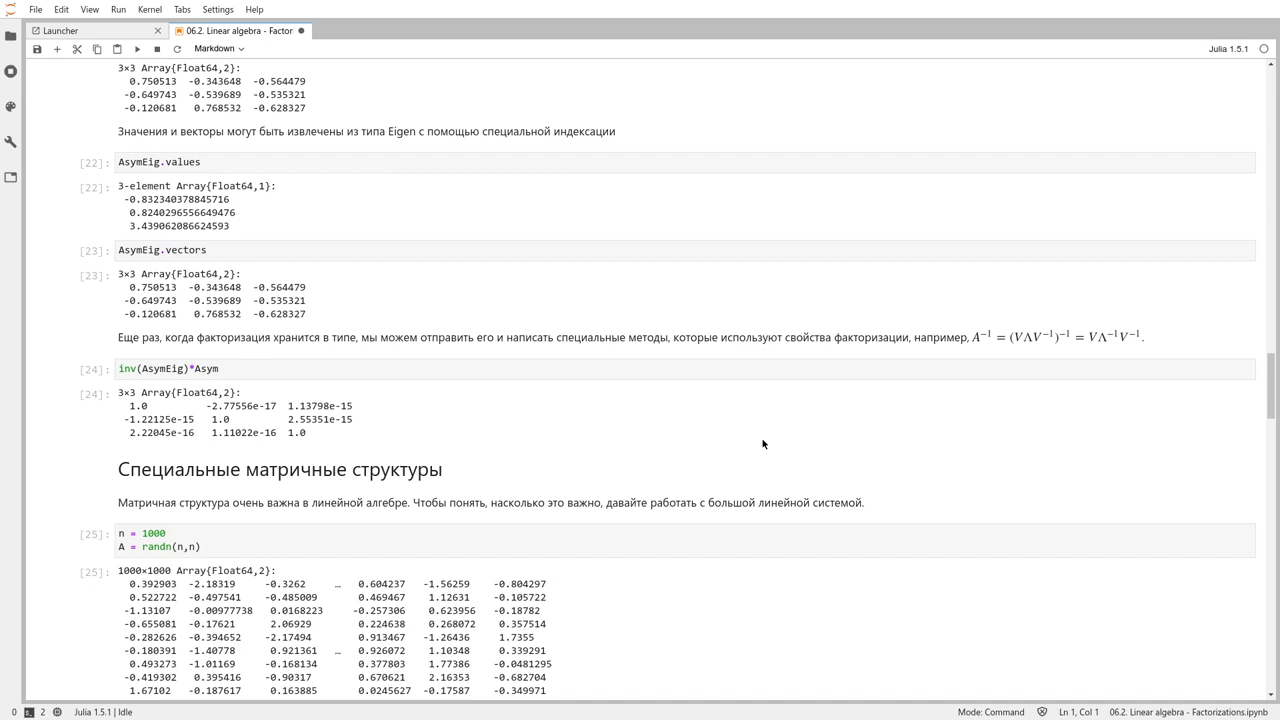 File Edit View Run Kernel Tabs Settings Help
Launcher
06.2. Linear algebra - Factor
Markdown
Julia 1.5.1
3×3 Array{Float64,2}:
0.750513 -0.343648 -0.564479
-0.649743 -0.539689 -0.535321
-0.120681 0.768532 -0.628327
Значения и векторы могут быть извлечены из типа Eigen с помощью специальной индексации
[22]: AsymEig.values
[22]: 3-element Array{Float64,1}:
-0.832340378845716
0.8240296556649476
3.439062086624593
[23]: AsymEig.vectors
[23]: 3×3 Array{Float64,2}:
0.750513 -0.343648 -0.564479
-0.649743 -0.539689 -0.535321
-0.120681 0.768532 -0.628327
Еще раз, когда факторизация хранится в типе, мы можем отправить его и написать специальные методы, которые используют свойства факторизации, например, A⁻¹ = (VΛV⁻¹)⁻¹ = VΛ⁻¹V⁻¹.
[24]: inv(AsymEig)*Asym
[24]: 3×3 Array{Float64,2}:
1.0 -2.77556e-17 1.13798e-15
-1.22125e-15 1.0 2.55351e-15
2.22045e-16 1.11022e-16 1.0
Специальные матричные структуры
Матричная структура очень важна в линейной алгебре. Чтобы понять, насколько это важно, давайте работать с большой линейной системой.
[25]: n = 1000
A = randn(n,n)
[25]: 1000×1000 Array{Float64,2}:
0.392903 -2.18319 -0.3262 … 0.604237 -1.56259 -0.804297
0.522722 -0.497541 -0.485009 0.469467 1.12631 -0.105722
-1.13107 -0.00977738 0.0168223 -0.257306 0.623956 -0.18782
-0.655081 -0.17621 2.06929 0.224638 0.268072 0.357514
-0.282626 -0.394652 -2.17494 0.913467 -1.26436 1.7355
-0.180391 -1.40778 0.921361 … 0.926072 1.10348 0.339291
0.493273 -1.01169 -0.168134 0.377803 1.77386 -0.0481295
-0.419302 0.395416 -0.90317 0.670621 2.16353 -0.682704
1.67102 -0.187617 0.163885 0.0245627 -0.17587 -0.349971
0 2 Julia 1.5.1 | Idle Mode: Command Ln 1, Col 1 06.2. Linear algebra - Factorizations.ipynb